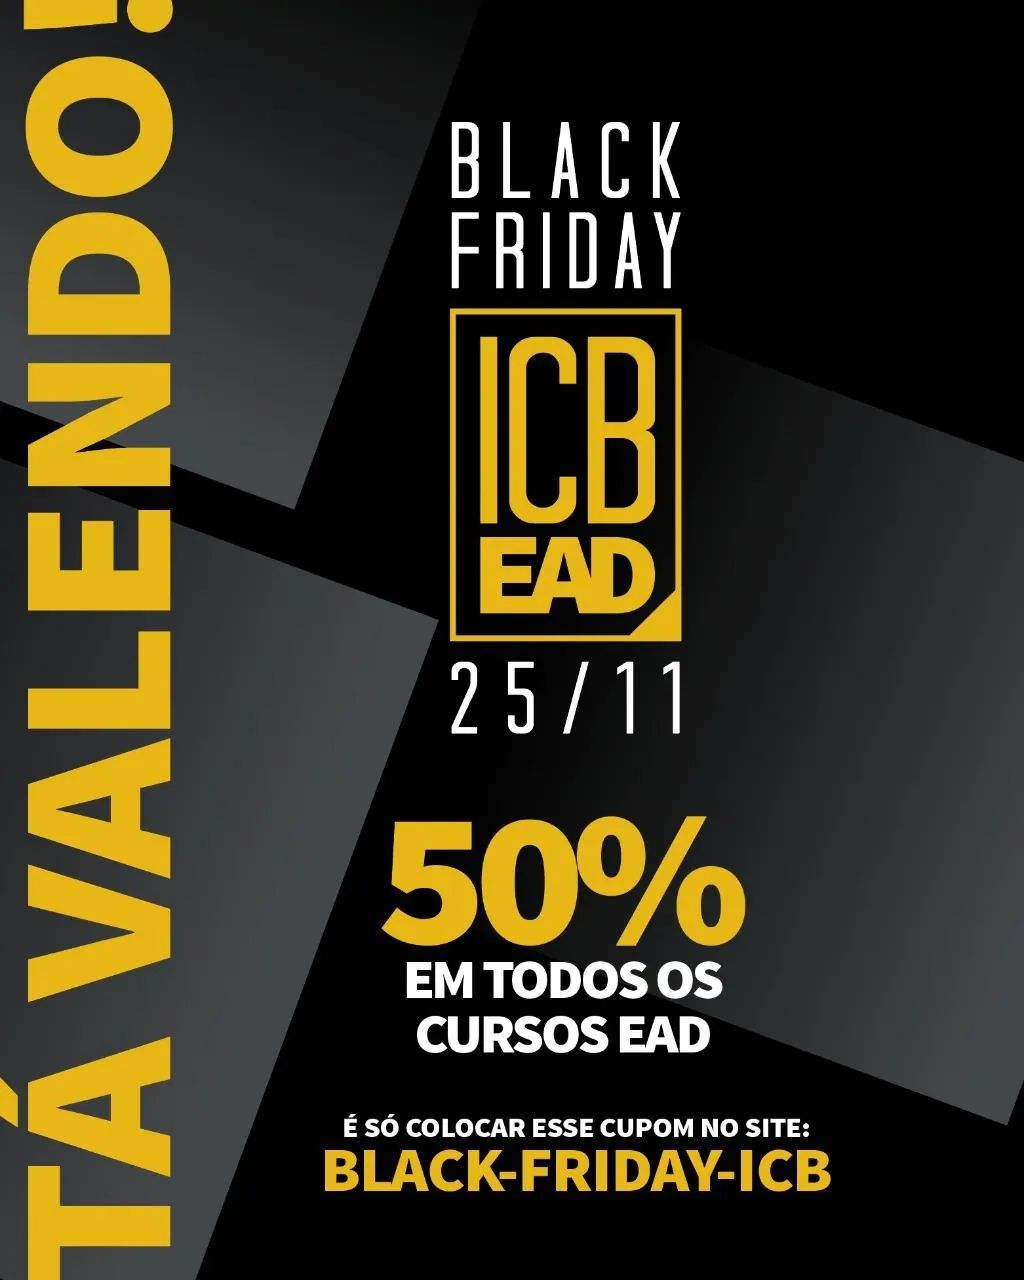 TÁ VALENDO!
BLACK
FRIDAY
ICB
EAD
25/11
50%
EM TODOS OS
CURSOS EAD
É SÓ COLOCAR ESSE CUPOM NO SITE:
BLACK-FRIDAY-ICB